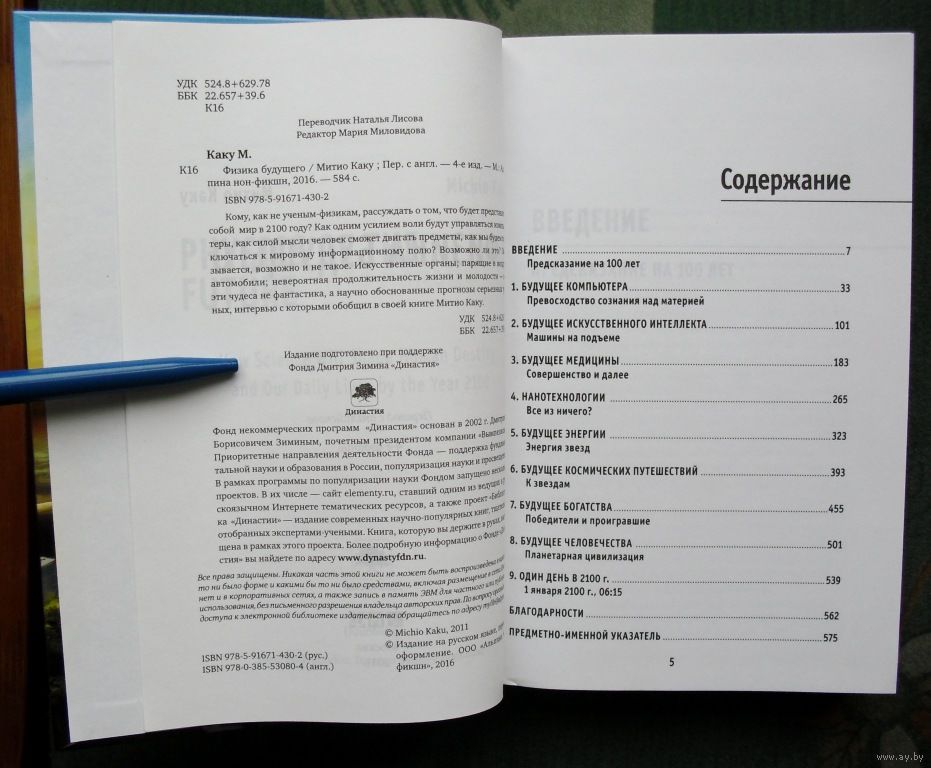 УДК 524.8+629.78
ББК 22.657+39.6
К16
Переводчик Наталья Лисова
Редактор Мария Миловидова
Каку М.
К16 Физика будущего / Митио Каку ; Пер. с англ. — 4-е изд. — М.:
пина нон-фикшн, 2016. — 584 с.
ISBN 978-5-91671-430-2
Кому, как не ученым-физикам, рассуждать о том, что будет
собой мир в 2100 году? Как одним усилием воли будут управляться
теры, как силой мысли человек сможет двигать предметы, как мы
ключаться к мировому информационному полю? Возможно ли это?
зывается, возможно и не такое. Искусственные органы; парящие в
автомобили; невероятная продолжительность жизни и молодости —
эти чудеса не фантастика, а научно обоснованные прогнозы
ных, интервью с которыми обобщил в своей книге Митио Каку.
УДК 524.8+
ББК 22.657+
Издание подготовлено при поддержке
Фонда Дмитрия Зимина «Династия»
Династия
Фонд некоммерческих программ «Династия» основан в 2002 г.
Борисовичем Зиминым, почетным президентом компании
Приоритетные направления деятельности Фонда — поддержка
тальной науки и образования в России, популяризация науки и
В рамках программы по популяризации науки Фондом запущено
проектов. В их числе — сайт elementy.ru, ставший одним из ведущих в
скоязычном Интернете тематических ресурсов, а также проект
ка «Династии» — издание современных научно-популярных книг,
отобранных экспертами-учеными. Книга, которую вы держите в руках,
щена в рамках этого проекта. Более подробную информацию о Фонде
стия» вы найдете по адресу www.dynastyfdn.ru.
Все права защищены. Никакая часть этой книги не может быть воспроизведена
то ни было форме и какими бы то ни было средствами, включая размещение в сети
нет и в корпоративных сетях, а также запись в память ЭВМ для частного или
использования, без письменного разрешения владельца авторских прав. По вопросу
доступа к электронной библиотеке издательства обращайтесь по адресу
© Michio Kaku, 2011
© Издание на русском языке,
оформление. ООО
фикшн», 2016
ISBN 978-5-91671-430-2 (рус.)
ISBN 978-0-385-53080-4 (англ.)
Содержание
ВВЕДЕНИЕ 7
Предсказание на 100 лет
1. БУДУЩЕЕ КОМПЬЮТЕРА 33
Превосходство сознания над материей
2. БУДУЩЕЕ ИСКУССТВЕННОГО ИНТЕЛЛЕКТА 101
Машины на подъеме
3. БУДУЩЕЕ МЕДИЦИНЫ 183
Совершенство и далее
4. НАНОТЕХНОЛОГИИ 265
Все из ничего?
5. БУДУЩЕЕ ЭНЕРГИИ 323
Энергия звезд
6. БУДУЩЕЕ КОСМИЧЕСКИХ ПУТЕШЕСТВИЙ 393
К звездам
7. БУДУЩЕЕ БОГАТСТВА 455
Победители и проигравшие
8. БУДУЩЕЕ ЧЕЛОВЕЧЕСТВА 501
Планетарная цивилизация
9. ОДИН ДЕНЬ В 2100 г. 539
1 января 2100 г., 06:15
БЛАГОДАРНОСТИ 562
ПРЕДМЕТНО-ИМЕННОЙ УКАЗАТЕЛЬ 575
5
www.ay.by